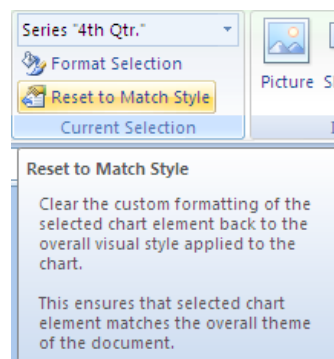 Series "4th Qtr."
Format Selection
Reset to Match Style
Current Selection
Picture
Reset to Match Style
Clear the custom formatting of the
selected chart element back to the
overall visual style applied to the
chart.
This ensures that selected chart
element matches the overall theme
of the document.